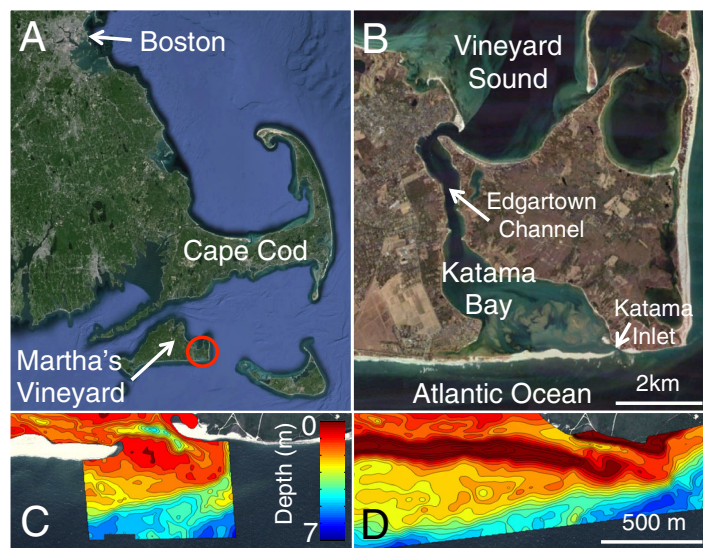 A
Boston
Cape Cod
Martha's
Vineyard
B
Vineyard
Sound
Edgartown
Channel
Katama
Bay
Katama
Inlet
Atlantic Ocean
2km
C
Depth (m)
0
7
D
500 m